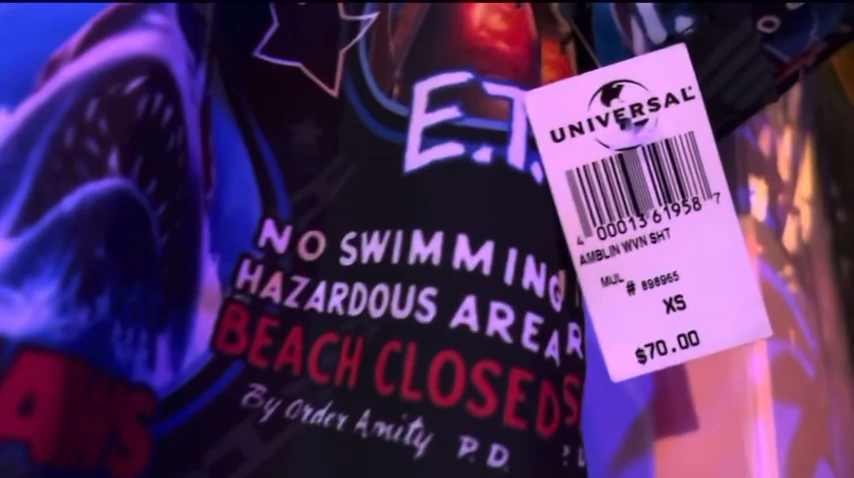 E.T.
NO SWIMMING
HAZARDOUS AREA
BEACH CLOSED
By Order Amity P.D.
JAWS
UNIVERSAL
4 00013 61958 7
AMBLIN WVN SHT
MUL # 898965
XS
$70.00